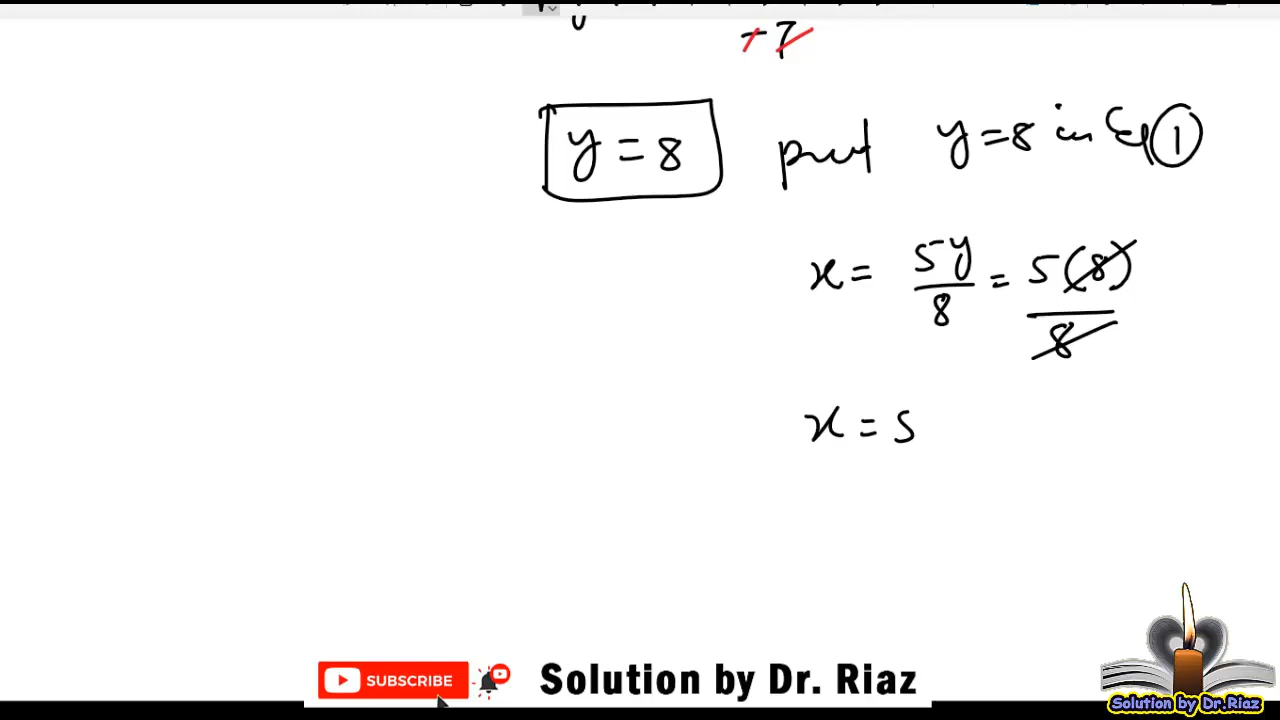 -7
y = 8 put y = 8 in Eq ①
x = 5y/8 = 5(8)/8
x = 5
SUBSCRIBE
Solution by Dr. Riaz
Solution by Dr.Riaz